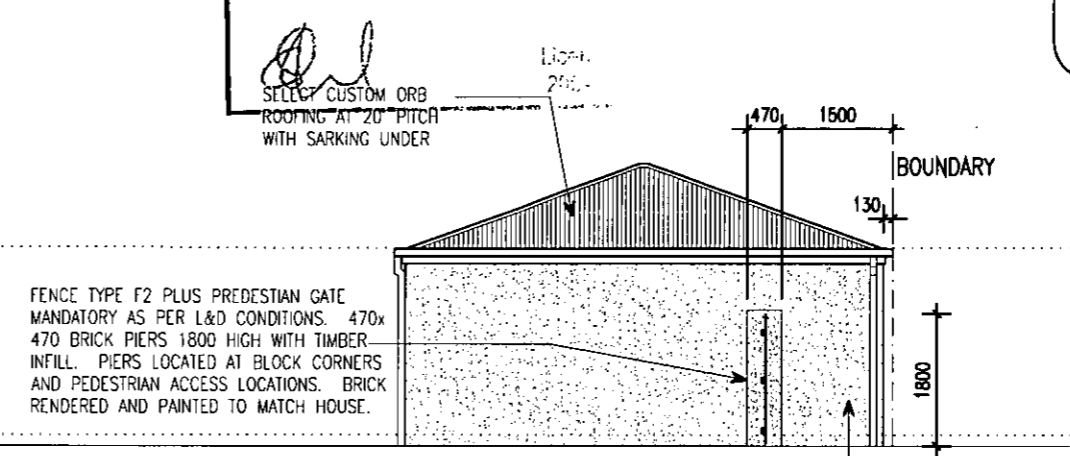 SELECT CUSTOM ORB
ROOFING AT 20° PITCH
WITH SARKING UNDER
470
1500
BOUNDARY
130
FENCE TYPE F2 PLUS PREDESTIAN GATE
MANDATORY AS PER L&D CONDITIONS. 470x
470 BRICK PIERS 1800 HIGH WITH TIMBER
INFILL. PIERS LOCATED AT BLOCK CORNERS
AND PEDESTRIAN ACCESS LOCATIONS. BRICK
RENDERED AND PAINTED TO MATCH HOUSE.
1800